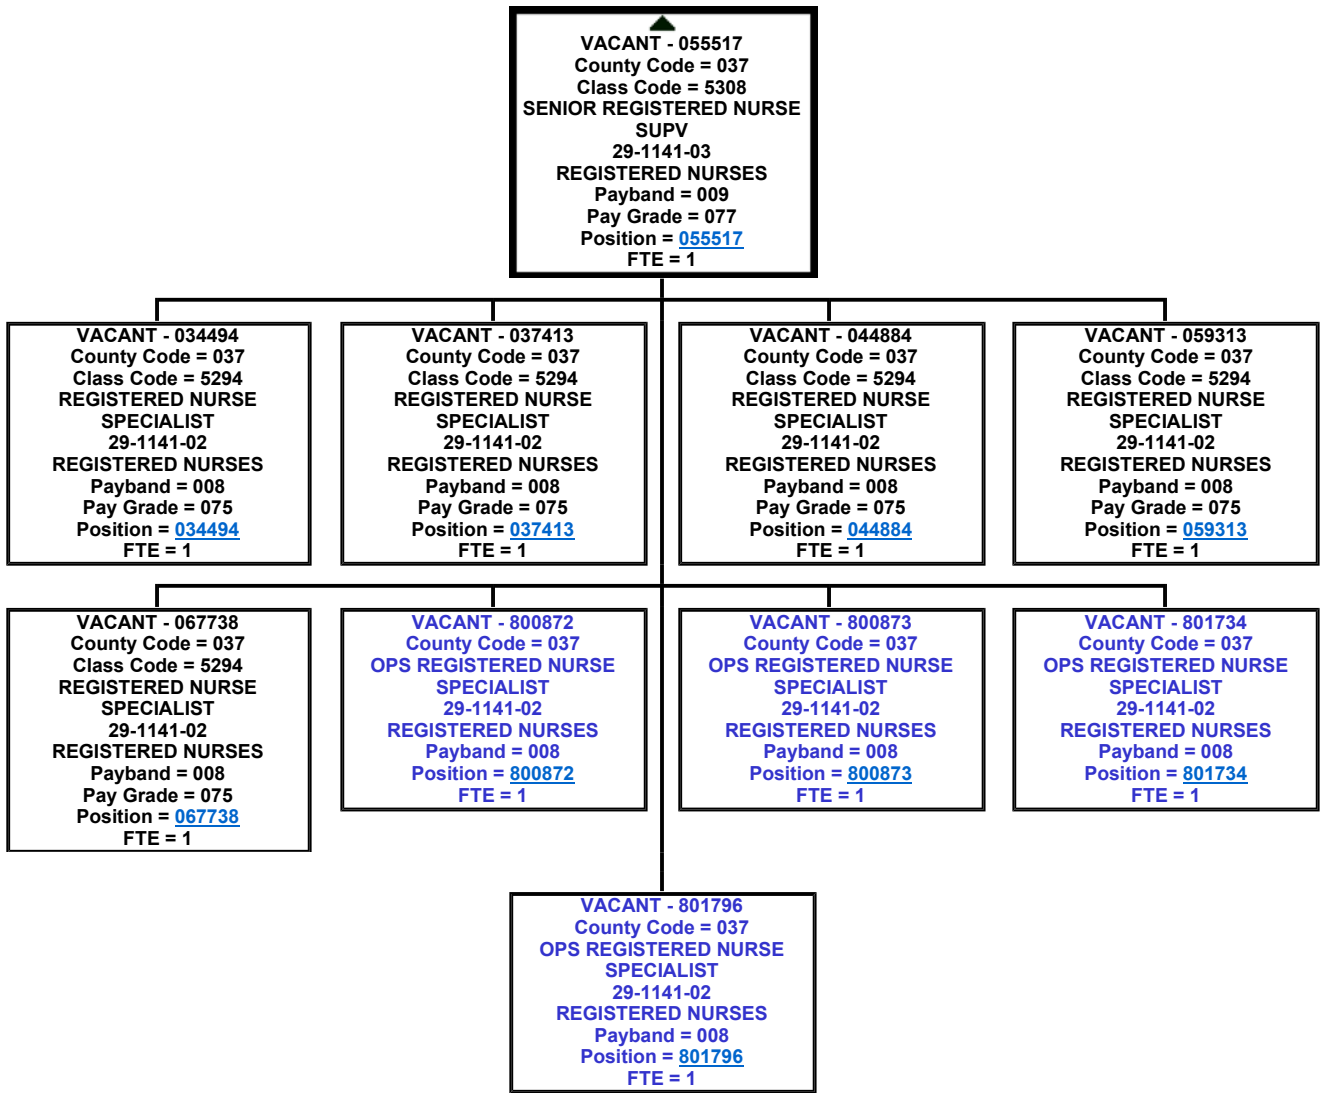 VACANT - 055517
County Code = 037
Class Code = 5308
SENIOR REGISTERED NURSE
SUPV
29-1141-03
REGISTERED NURSES
Payband = 009
Pay Grade = 077
Position = 055517
FTE = 1
VACANT - 034494
County Code = 037
Class Code = 5294
REGISTERED NURSE
SPECIALIST
29-1141-02
REGISTERED NURSES
Payband = 008
Pay Grade = 075
Position = 034494
FTE = 1
VACANT - 037413
County Code = 037
Class Code = 5294
REGISTERED NURSE
SPECIALIST
29-1141-02
REGISTERED NURSES
Payband = 008
Pay Grade = 075
Position = 037413
FTE = 1
VACANT - 044884
County Code = 037
Class Code = 5294
REGISTERED NURSE
SPECIALIST
29-1141-02
REGISTERED NURSES
Payband = 008
Pay Grade = 075
Position = 044884
FTE = 1
VACANT - 059313
County Code = 037
Class Code = 5294
REGISTERED NURSE
SPECIALIST
29-1141-02
REGISTERED NURSES
Payband = 008
Pay Grade = 075
Position = 059313
FTE = 1
VACANT - 067738
County Code = 037
Class Code = 5294
REGISTERED NURSE
SPECIALIST
29-1141-02
REGISTERED NURSES
Payband = 008
Pay Grade = 075
Position = 067738
FTE = 1
VACANT - 800872
County Code = 037
OPS REGISTERED NURSE
SPECIALIST
29-1141-02
REGISTERED NURSES
Payband = 008
Position = 800872
FTE = 1
VACANT - 800873
County Code = 037
OPS REGISTERED NURSE
SPECIALIST
29-1141-02
REGISTERED NURSES
Payband = 008
Position = 800873
FTE = 1
VACANT - 801734
County Code = 037
OPS REGISTERED NURSE
SPECIALIST
29-1141-02
REGISTERED NURSES
Payband = 008
Position = 801734
FTE = 1
VACANT - 801796
County Code = 037
OPS REGISTERED NURSE
SPECIALIST
29-1141-02
REGISTERED NURSES
Payband = 008
Position = 801796
FTE = 1